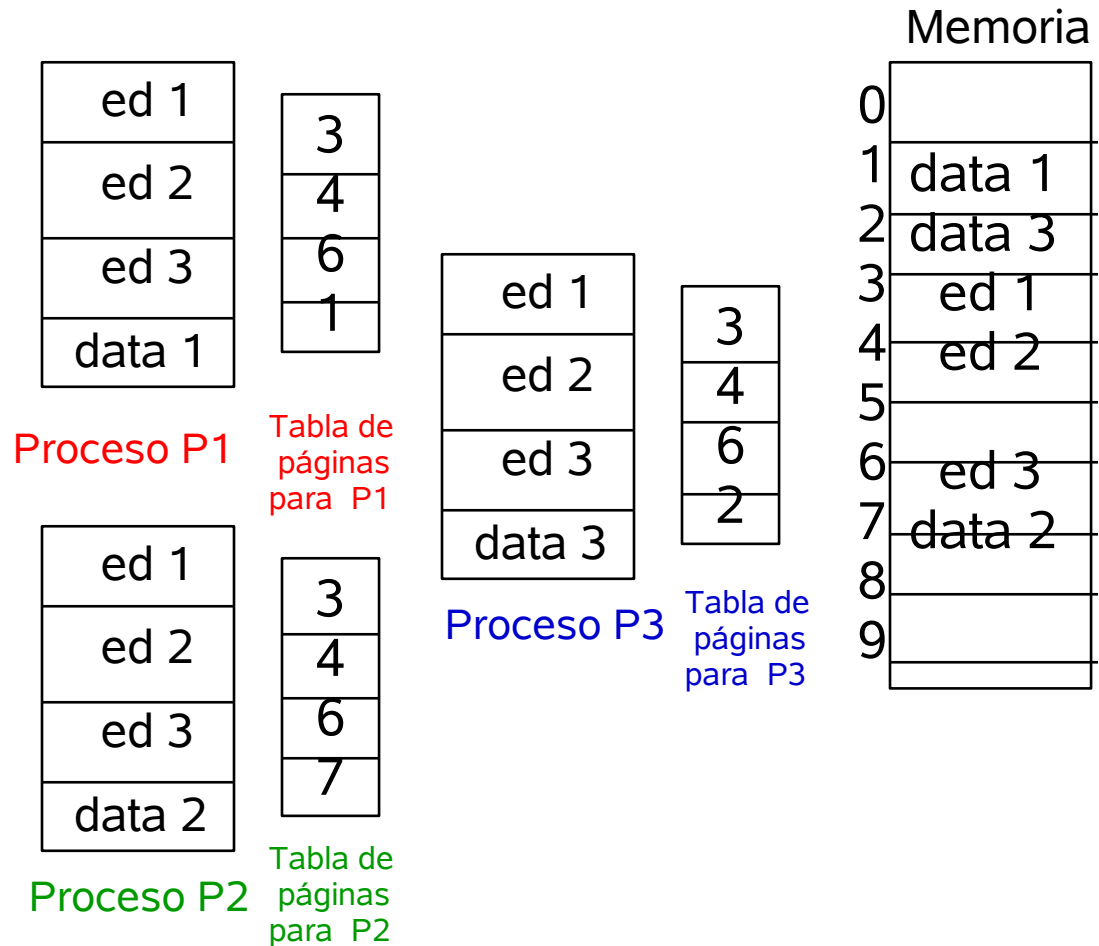 Memoria
ed 1
ed 2
ed 3
data 1
3
4
6
1
Proceso P1
Tabla de
páginas
para P1
ed 1
ed 2
ed 3
data 2
3
4
6
7
Proceso P2
Tabla de
páginas
para P2
ed 1
ed 2
ed 3
data 3
3
4
6
2
Proceso P3
Tabla de
páginas
para P3
0
1 data 1
2 data 3
3 ed 1
4 ed 2
5
6 ed 3
7 data 2
8
9